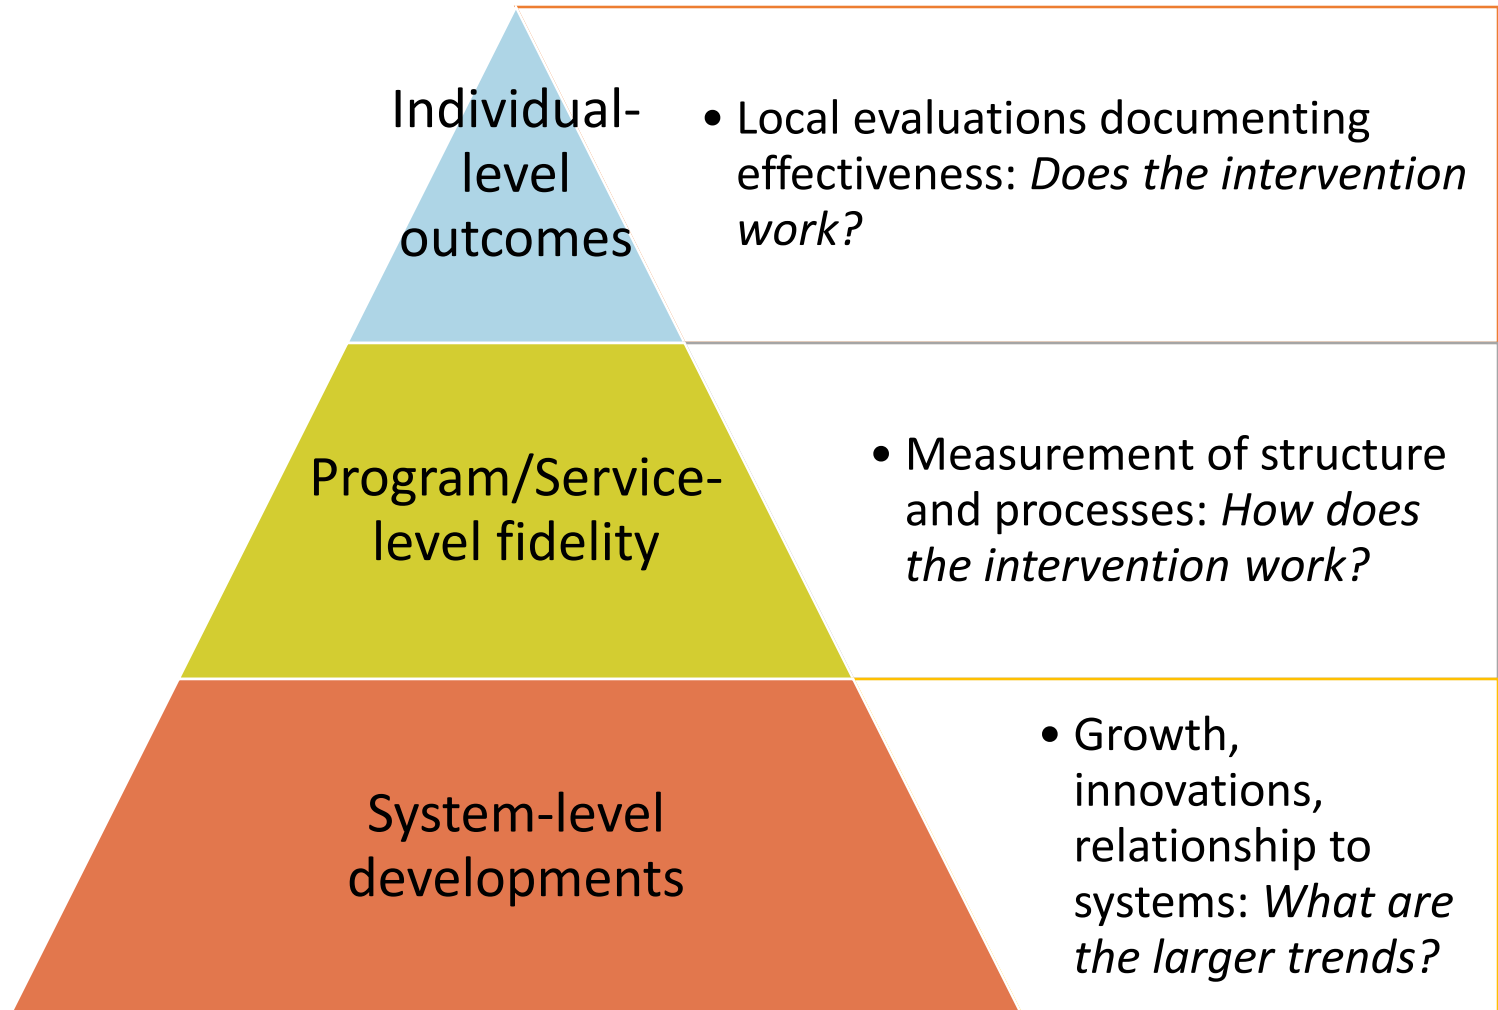 Individual-
level
outcomes
• Local evaluations documenting
effectiveness: Does the intervention
work?
Program/Service-
level fidelity
• Measurement of structure
and processes: How does
the intervention work?
System-level
developments
• Growth,
innovations,
relationship to
systems: What are
the larger trends?